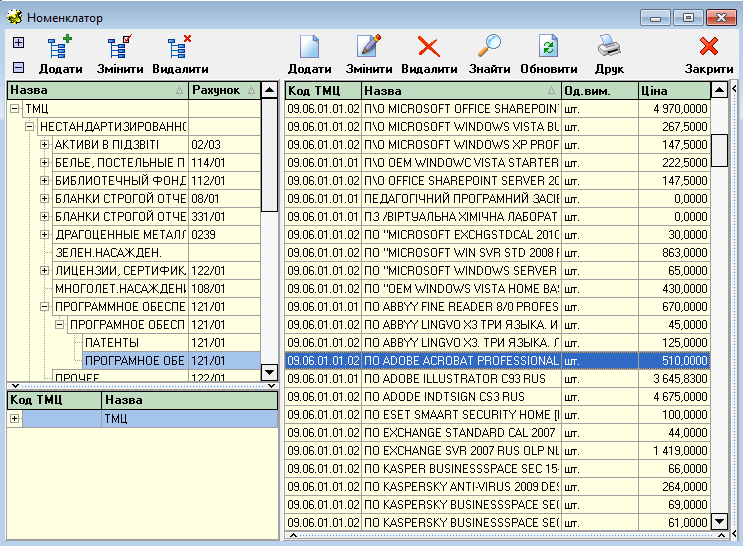 Номенклатор
Додати Змінити Видалити
Додати Змінити Видалити Знайти Обновити Друк Закрити
Назва Рахунок
ТМЦ
НЕСТАНДАРТИЗИРОВАННО
АКТИВИ В ПІДЗВІТІ 02/03
БЕЛЬЕ, ПОСТЕЛЬНЫЕ П 114/01
БИБЛИОТЕЧНЫЙ ФОНД 112/01
БЛАНКИ СТРОГОЙ ОТЧЕ 08/01
БЛАНКИ СТРОГОЙ ОТЧЕ 331/01
ДРАГОЦЕННЫЕ МЕТАЛЛ 0239
ЗЕЛЕН.НАСАЖДЕН.
ЛИЦЕНЗИИ, СЕРТИФИК 122/01
МНОГОЛЕТ.НАСАЖДЕНИ 108/01
ПРОГРАММНОЕ ОБЕСПЕ 121/01
ПРОГРАМНОЕ ОБЕСП 121/01
ПАТЕНТЫ 121/01
ПРОГРАМНОЕ ОБЕ 121/01
ПРОЧЕЕ 122/01
Код ТМЦ Назва
ТМЦ
Код ТМЦ Назва Од.вим. Ціна
09.06.01.01.02 П\О MICROSOFT OFFICE SHAREPOIN шт. 4 970,0000
09.06.01.01.02 П\О MICROSOFT WINDOWS VISTA BU шт. 267,5000
09.06.01.01.02 П\О MICROSOFT WINDOWS XP PROF шт. 147,5000
09.06.01.01.01 П\О OEM WINDOWC VISTA STARTER шт. 222,5000
09.06.01.01.02 П\О OFFICE SHAREPOINT SERVER 20 шт. 147,5000
09.06.01.01.01 ПЕДАГОГІЧНИЙ ПРОГРАМНИЙ ЗАСІБ шт. 0,0000
09.06.01.01.01 ПЗ /ВІРТУАЛЬНА ХІМІЧНА ЛАБОРАТ шт. 0,0000
09.06.01.01.02 ПО "MICROSOFT EXCHGSTDCAL 2010 шт. 30,0000
09.06.01.01.02 ПО "MICROSOFT WIN SVR STD 2008 шт. 863,0000
09.06.01.01.02 ПО "MICROSOFT WINDOWS SERVER шт. 65,0000
09.06.01.01.02 ПО "OEM WINDOWS VISTA HOME BA шт. 430,0000
09.06.01.01.01 ПО ABBYY FINE READER 8/0 PROFES шт. 670,0000
09.06.01.01.02 ПО ABBYY LINGVO X3 ТРИ ЯЗЫКА. И шт. 45,0000
09.06.01.01.02 ПО ABBYY LINGVO X3. ТРИ ЯЗЫКА. Л шт. 125,0000
09.06.01.01.02 ПО ADOBE ACROBAT PROFESSIONAL шт. 510,0000
09.06.01.01.01 ПО ADOBE ILLUSTRATOR C93 RUS шт. 3 645,8300
09.06.01.01.02 ПО ADODE INDTSIGN CS3 RUS шт. 4 675,0000
09.06.01.01.02 ПО ESET SMAART SECURITY HOME шт. 100,0000
09.06.01.01.02 ПО EXCHANGE STANDARD CAL 2007 шт. 44,0000
09.06.01.01.02 ПО EXCHANGE SVR 2007 RUS OLP NL шт. 1 419,0000
09.06.01.01.02 ПО KASPER BUSINESSSPACE SEC 15- шт. 66,0000
09.06.01.01.02 ПО KASPERSKY ANTI-VIRUS 2009 DES шт. 264,0000
09.06.01.01.02 ПО KASPERSKY BUSINESSSPACE SE шт. 69,0000
09.06.01.01.02 ПО KASPERSKY BUSINESSSPACE SE шт. 61,0000